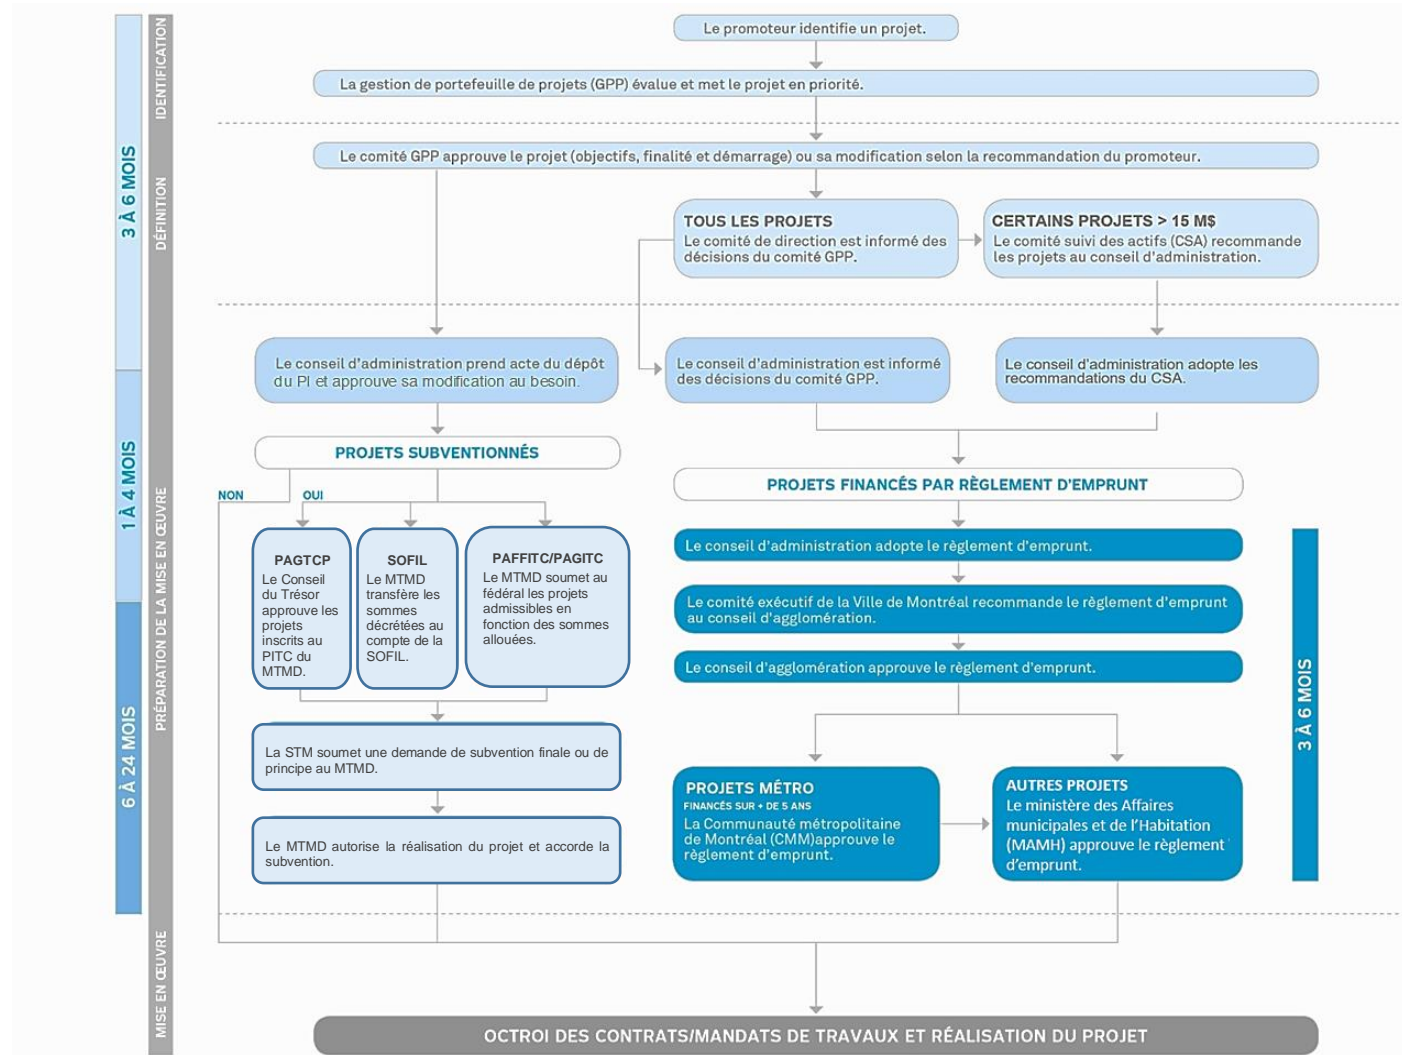 IDENTIFICATION
Le promoteur identifie un projet.
La gestion de portefeuille de projets (GPP) évalue et met le projet en priorité.
3 À 6 MOIS
DÉFINITION
Le comité GPP approuve le projet (objectifs, finalité et démarrage) ou sa modification selon la recommandation du promoteur.
TOUS LES PROJETS
Le comité de direction est informé des
décisions du comité GPP.
CERTAINS PROJETS > 15 M$
Le comité suivi des actifs (CSA) recommande
les projets au conseil d'administration.
Le conseil d'administration prend acte du dépôt
du PI et approuve sa modification au besoin.
Le conseil d'administration est informé
des décisions du comité GPP.
Le conseil d'administration adopte les
recommandations du CSA.
1 À 4 MOIS
PRÉPARATION DE LA MISE EN ŒUVRE
PROJETS SUBVENTIONNÉS
NON
OUI
PAGTCP
Le Conseil
du Trésor
approuve les
projets
inscrits au
PITC du
MTMD.
SOFIL
Le MTMD
transfère les
sommes
décrétées au
compte de la
SOFIL.
PAFFITC/PAGITC
Le MTMD soumet au
fédéral les projets
admissibles en
fonction des sommes
allouées.
6 À 24 MOIS
La STM soumet une demande de subvention finale ou de
principe au MTMD.
Le MTMD autorise la réalisation du projet et accorde la
subvention.
PROJETS FINANCÉS PAR RÈGLEMENT D'EMPRUNT
Le conseil d'administration adopte le règlement d'emprunt.
Le comité exécutif de la Ville de Montréal recommande le règlement d'emprunt
au conseil d'agglomération.
Le conseil d'agglomération approuve le règlement d'emprunt.
3 À 6 MOIS
PROJETS MÉTRO
FINANCÉS SUR + DE 5 ANS
La Communauté métropolitaine
de Montréal (CMM)approuve le
règlement d'emprunt.
AUTRES PROJETS
Le ministère des Affaires
municipales et de l'Habitation
(MAMH) approuve le règlement
d'emprunt.
MISE EN ŒUVRE
OCTROI DES CONTRATS/MANDATS DE TRAVAUX ET RÉALISATION DU PROJET